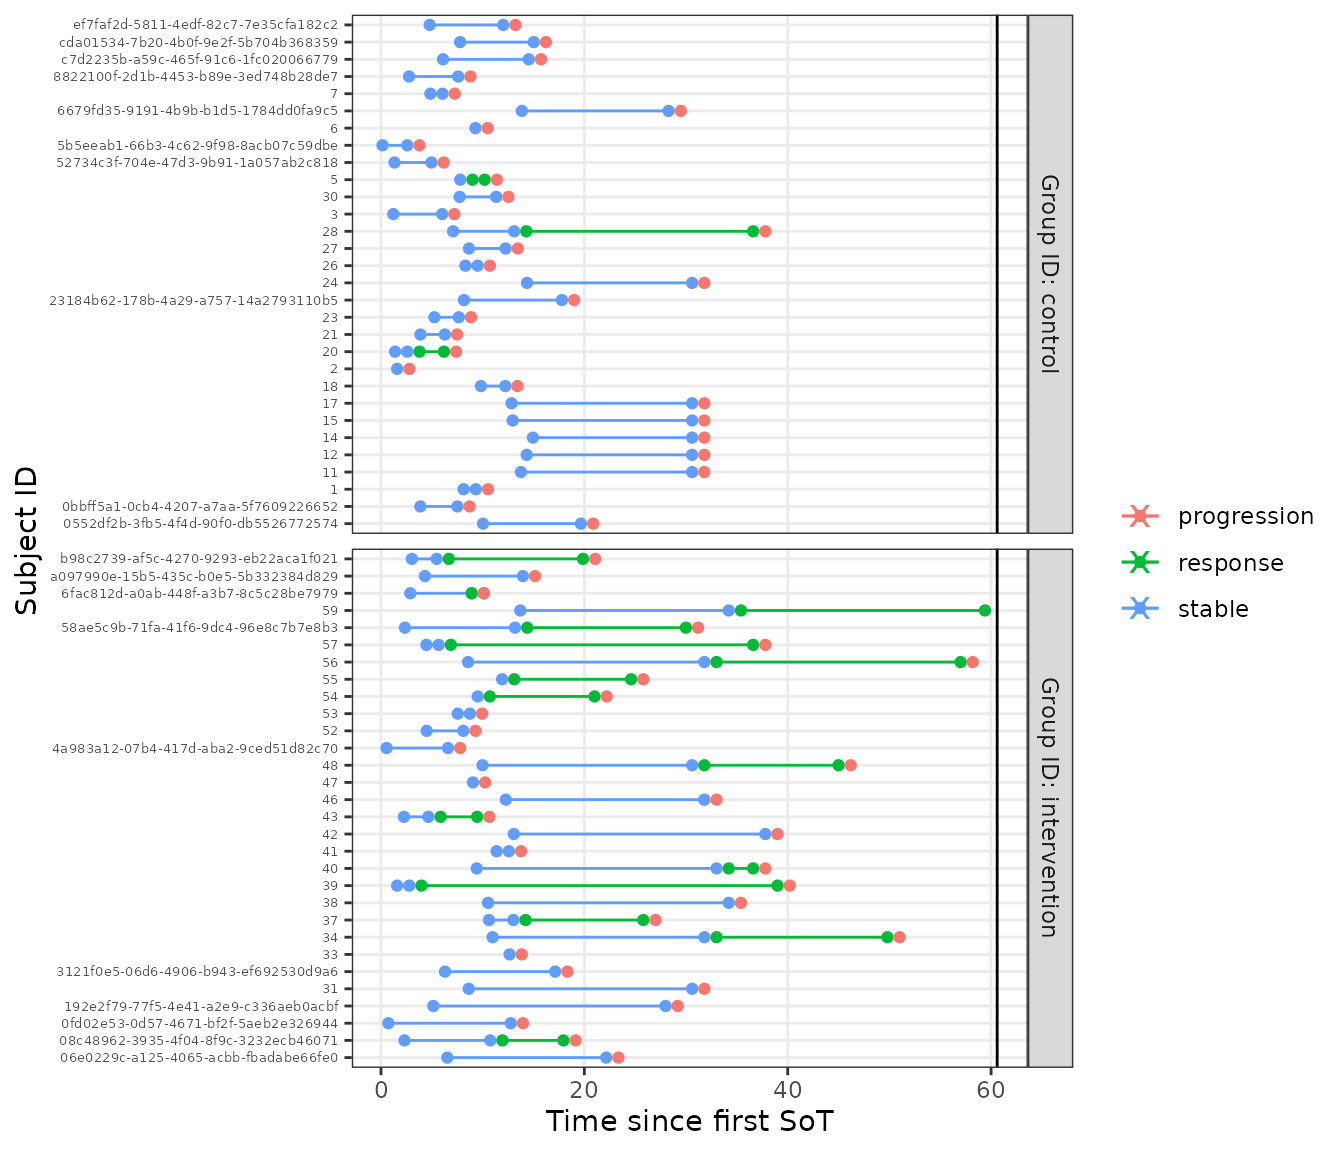 Subject ID
ef7faf2d-5811-4edf-82c7-7e35cfa182c2
cda01534-7b20-4b0f-9e2f-5b704b368359
c7d2235b-a59c-465f-91c6-1fc020066779
8822100f-2d1b-4453-b89e-3ed748b28de7
7
6679fd35-9191-4b9b-b1d5-1784dd0fa9c5
6
5b5eeab1-66b3-4c62-9f98-8acb07c59dbe
52734c3f-704e-47d3-9b91-1a057ab2c818
5
30
3
28
27
26
24
23184b62-178b-4a29-a757-14a2793110b5
23
21
20
2
18
17
15
14
12
11
1
0bbff5a1-0cb4-4207-a7aa-5f7609226652
0552df2b-3fb5-4f4d-90f0-db5526772574
Group ID: control
b98c2739-af5c-4270-9293-eb22aca1f021
a097990e-15b5-435c-b0e5-5b332384d829
6fac812d-a0ab-448f-a3b7-8c5c28be7979
59
58ae5c9b-71fa-41f6-9dc4-96e8c7b7e8b3
57
56
55
54
53
52
4a983a12-07b4-417d-aba2-9ced51d82c70
48
47
46
43
42
41
40
39
38
37
34
33
3121f0e5-06d6-4906-b943-ef692530d9a6
31
192e2f79-77f5-4e41-a2e9-c336aeb0acbf
0fd02e53-0d57-4671-bf2f-5aeb2e326944
08c48962-3935-4f04-8f9c-3232ecb46071
06e0229c-a125-4065-acbb-fbadabe66fe0
Group ID: intervention
0 20 40 60
Time since first SoT
progression
response
stable